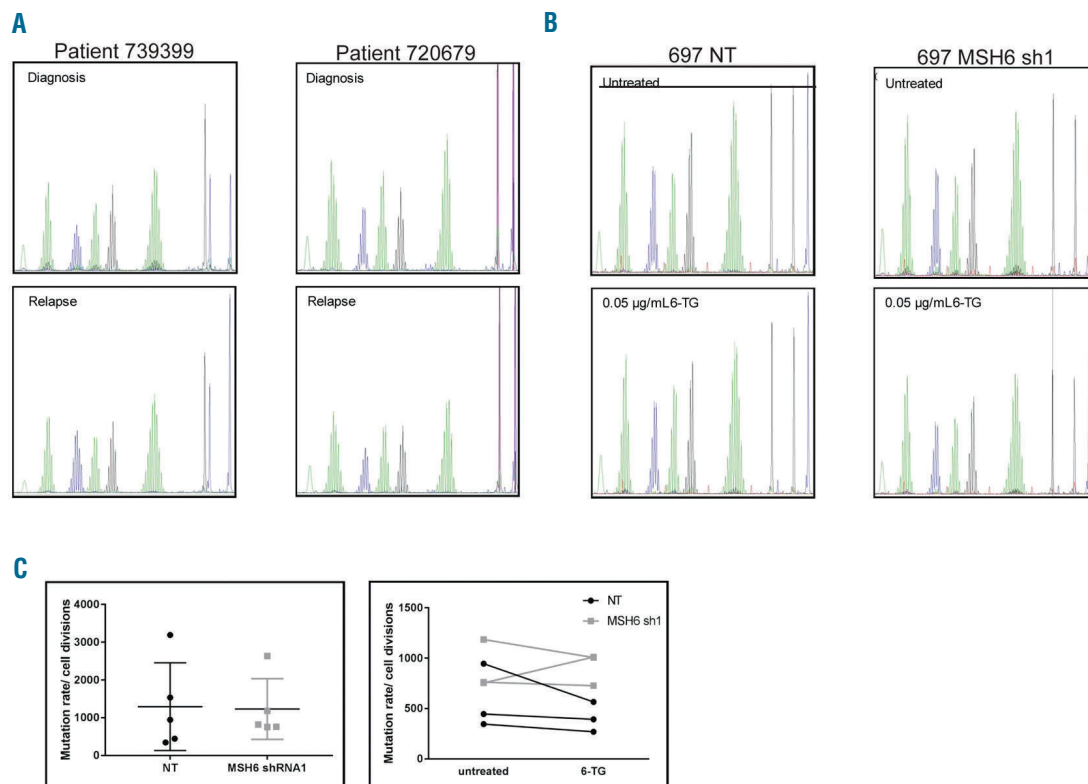 A
Patient 739399
Diagnosis
Relapse
Patient 720679
Diagnosis
Relapse
B
697 NT
Untreated
0.05 µg/mL6-TG
697 MSH6 sh1
Untreated
0.05 µg/mL6-TG
C
Mutation rate/ cell divisions
4000
3000
2000
1000
0
NT
MSH6 shRNA1
Mutation rate/ cell divisions
1500
1000
500
0
untreated
6-TG
NT
MSH6 sh1